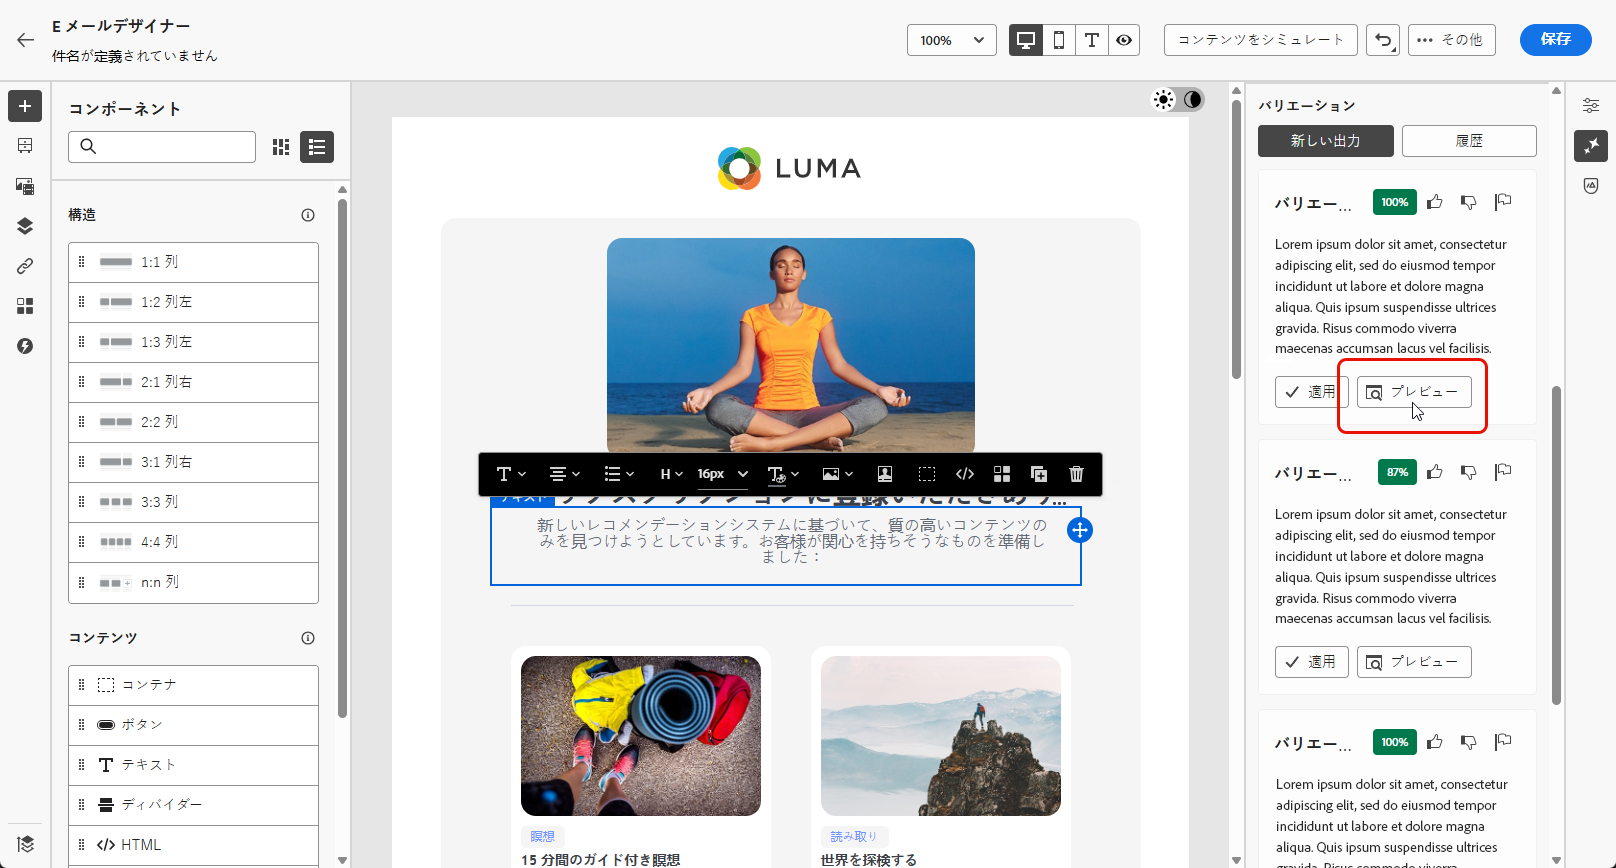 E メールデザイナー
件名が定義されていません
100%
コンテンツをシミュレート
その他
保存
コンポーネント
構造
1:1 列
1:2 列左
1:3 列左
2:1 列右
2:2 列
3:1 列右
3:3 列
4:4 列
n:n 列
コンテンツ
コンテナ
ボタン
テキスト
ディバイダー
HTML
LUMA
16px
新しいレコメンデーションシステムに基づいて、質の高いコンテンツの
みを見つけようとしています。お客様が関心を持ちそうなものを準備し
ました：
瞑想
15 分間のガイド付き瞑想
読み取り
世界を探検する
バリエーション
新しい出力
履歴
バリエー...
100%
Lorem ipsum dolor sit amet, consectetur
adipiscing elit, sed do eiusmod tempor
incididunt ut labore et dolore magna
aliqua. Quis ipsum suspendisse ultrices
gravida. Risus commodo viverra
maecenas accumsan lacus vel facilisis.
適用
プレビュー
バリエー...
87%
Lorem ipsum dolor sit amet, consectetur
adipiscing elit, sed do eiusmod tempor
incididunt ut labore et dolore magna
aliqua. Quis ipsum suspendisse ultrices
gravida. Risus commodo viverra
maecenas accumsan lacus vel facilisis.
適用
プレビュー
バリエー...
100%
Lorem ipsum dolor sit amet, consectetur
adipiscing elit, sed do eiusmod tempor
incididunt ut labore et dolore magna
aliqua. Quis ipsum suspendisse ultrices